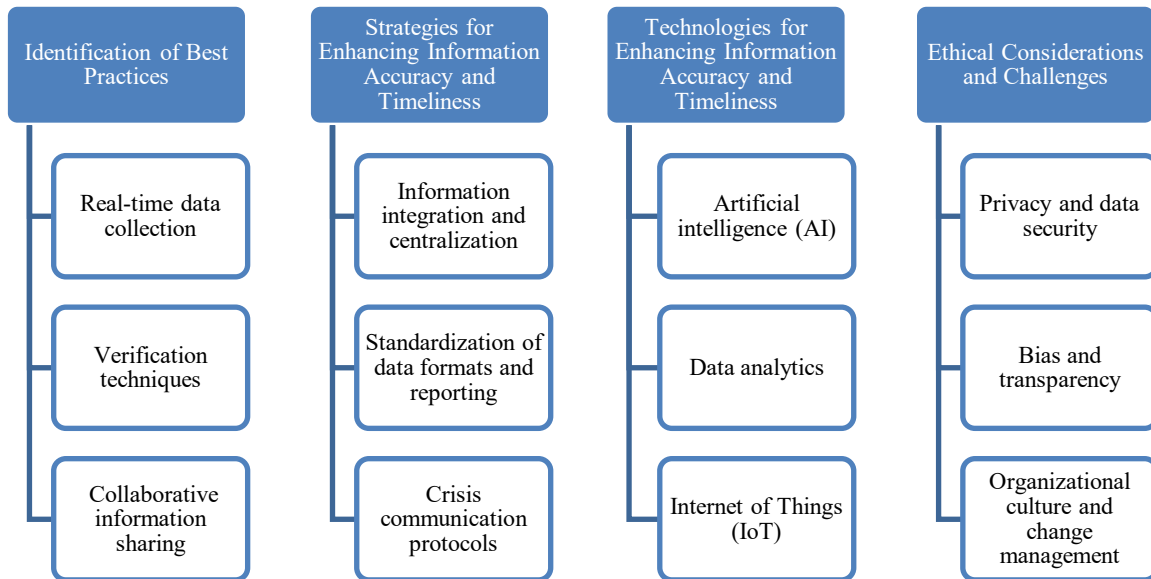 Identification of Best
Practices
Real-time data
collection
Verification
techniques
Collaborative
information
sharing
Strategies for
Enhancing Information
Accuracy and
Timeliness
Information
integration and
centralization
Standardization of
data formats and
reporting
Crisis
communication
protocols
Technologies for
Enhancing Information
Accuracy and
Timeliness
Artificial
intelligence (AI)
Data analytics
Internet of Things
(IoT)
Ethical Considerations
and Challenges
Privacy and data
security
Bias and
transparency
Organizational
culture and
change
management